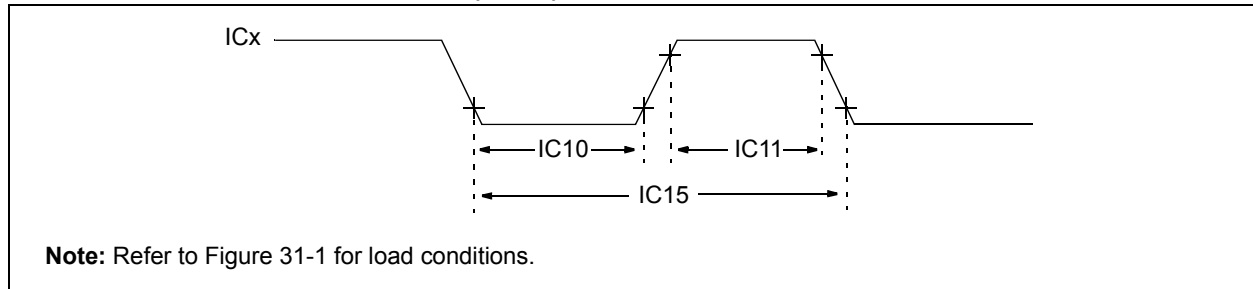 ICx
IC10
IC11
IC15
Note: Refer to Figure 31-1 for load conditions.